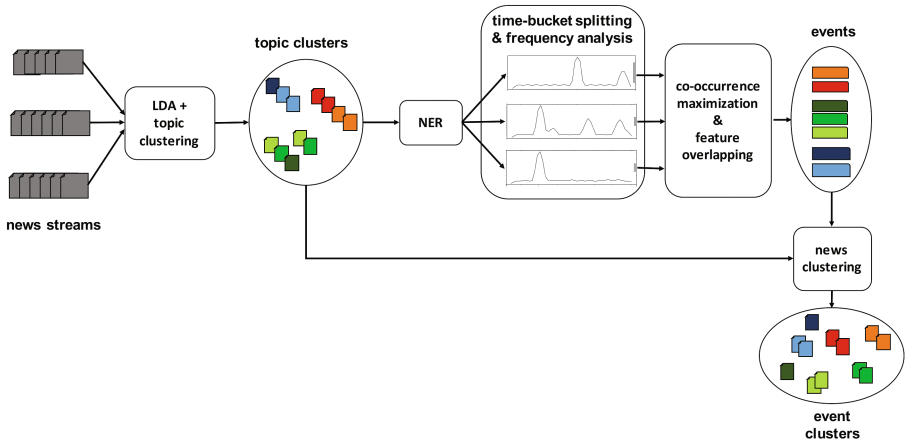 news streams
LDA +
topic
clustering
topic clusters
NER
time-bucket splitting
& frequency analysis
co-occurrence
maximization
&
feature
overlapping
events
news
clustering
event
clusters